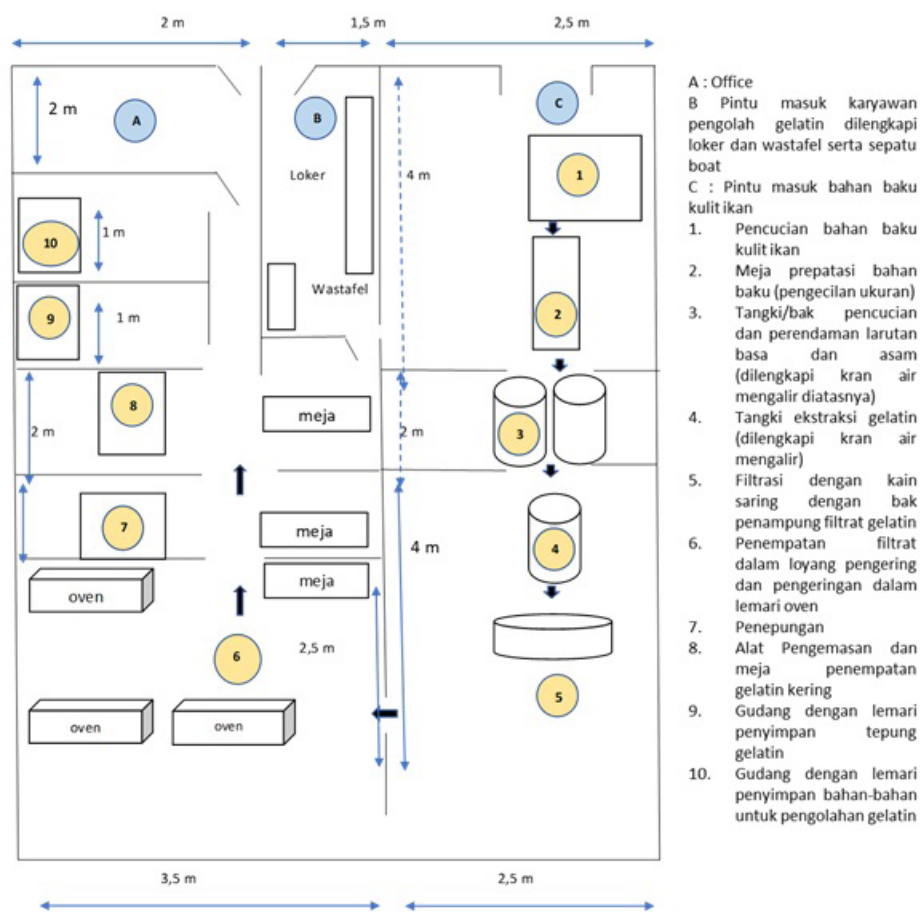 2 m
1,5 m
2,5 m
2 m
A
B
C
Loker
4 m
1
1 m
10
Wastafel
9
1 m
2
8
2 m
meja
2 m
3
7
meja
4 m
4
meja
oven
6
2,5 m
5
oven
oven
3,5 m
2,5 m
A : Office
B Pintu masuk karyawan
pengolah gelatin dilengkapi
loker dan wastafel serta sepatu
boat
C : Pintu masuk bahan baku
kulit ikan
1. Pencucian bahan baku
kulit ikan
2. Meja prepatasi bahan
baku (pengecilan ukuran)
3. Tangki/bak pencucian
dan perendaman larutan
basa dan asam
(dilengkapi kran air
mengalir diatasnya)
4. Tangki ekstraksi gelatin
(dilengkapi kran air
mengalir)
5. Filtrasi dengan kain
saring dengan bak
penampung filtrat gelatin
6. Penempatan filtrat
dalam loyang pengering
dan pengeringan dalam
lemari oven
7. Penepungan
8. Alat Pengemasan dan
meja penempatan
gelatin kering
9. Gudang dengan lemari
penyimpan tepung
gelatin
10. Gudang dengan lemari
penyimpan bahan-bahan
untuk pengolahan gelatin